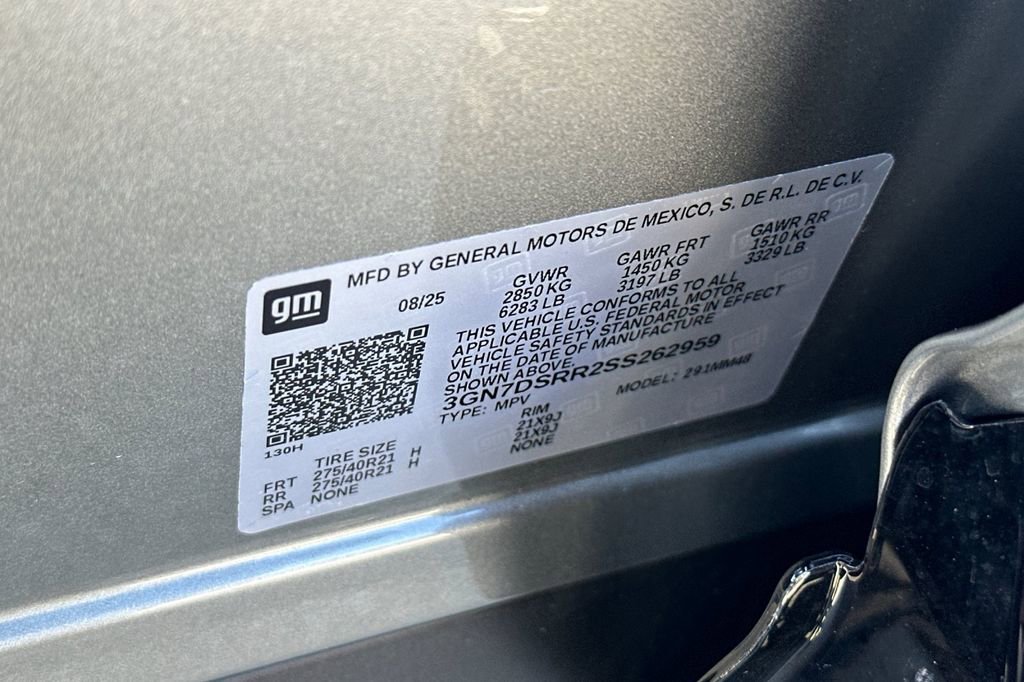 MFD BY GENERAL MOTORS DE MEXICO, S. DE R.L. DE C.V.
gm
08/25
GVWR GAWR FRT GAWR RR
2850 KG 1450 KG 1510 KG
6283 LB 3197 LB 3329 LB
THIS VEHICLE CONFORMS TO ALL
APPLICABLE U.S. FEDERAL MOTOR
VEHICLE SAFETY STANDARDS IN EFFECT
ON THE DATE OF MANUFACTURE
SHOWN ABOVE.
3GN7DSRR2SS262959
TYPE: MPV MODEL: 291MM48
130H
TIRE SIZE RIM
FRT 275/40R21 H 21X9J
RR 275/40R21 H 21X9J
SPA NONE NONE